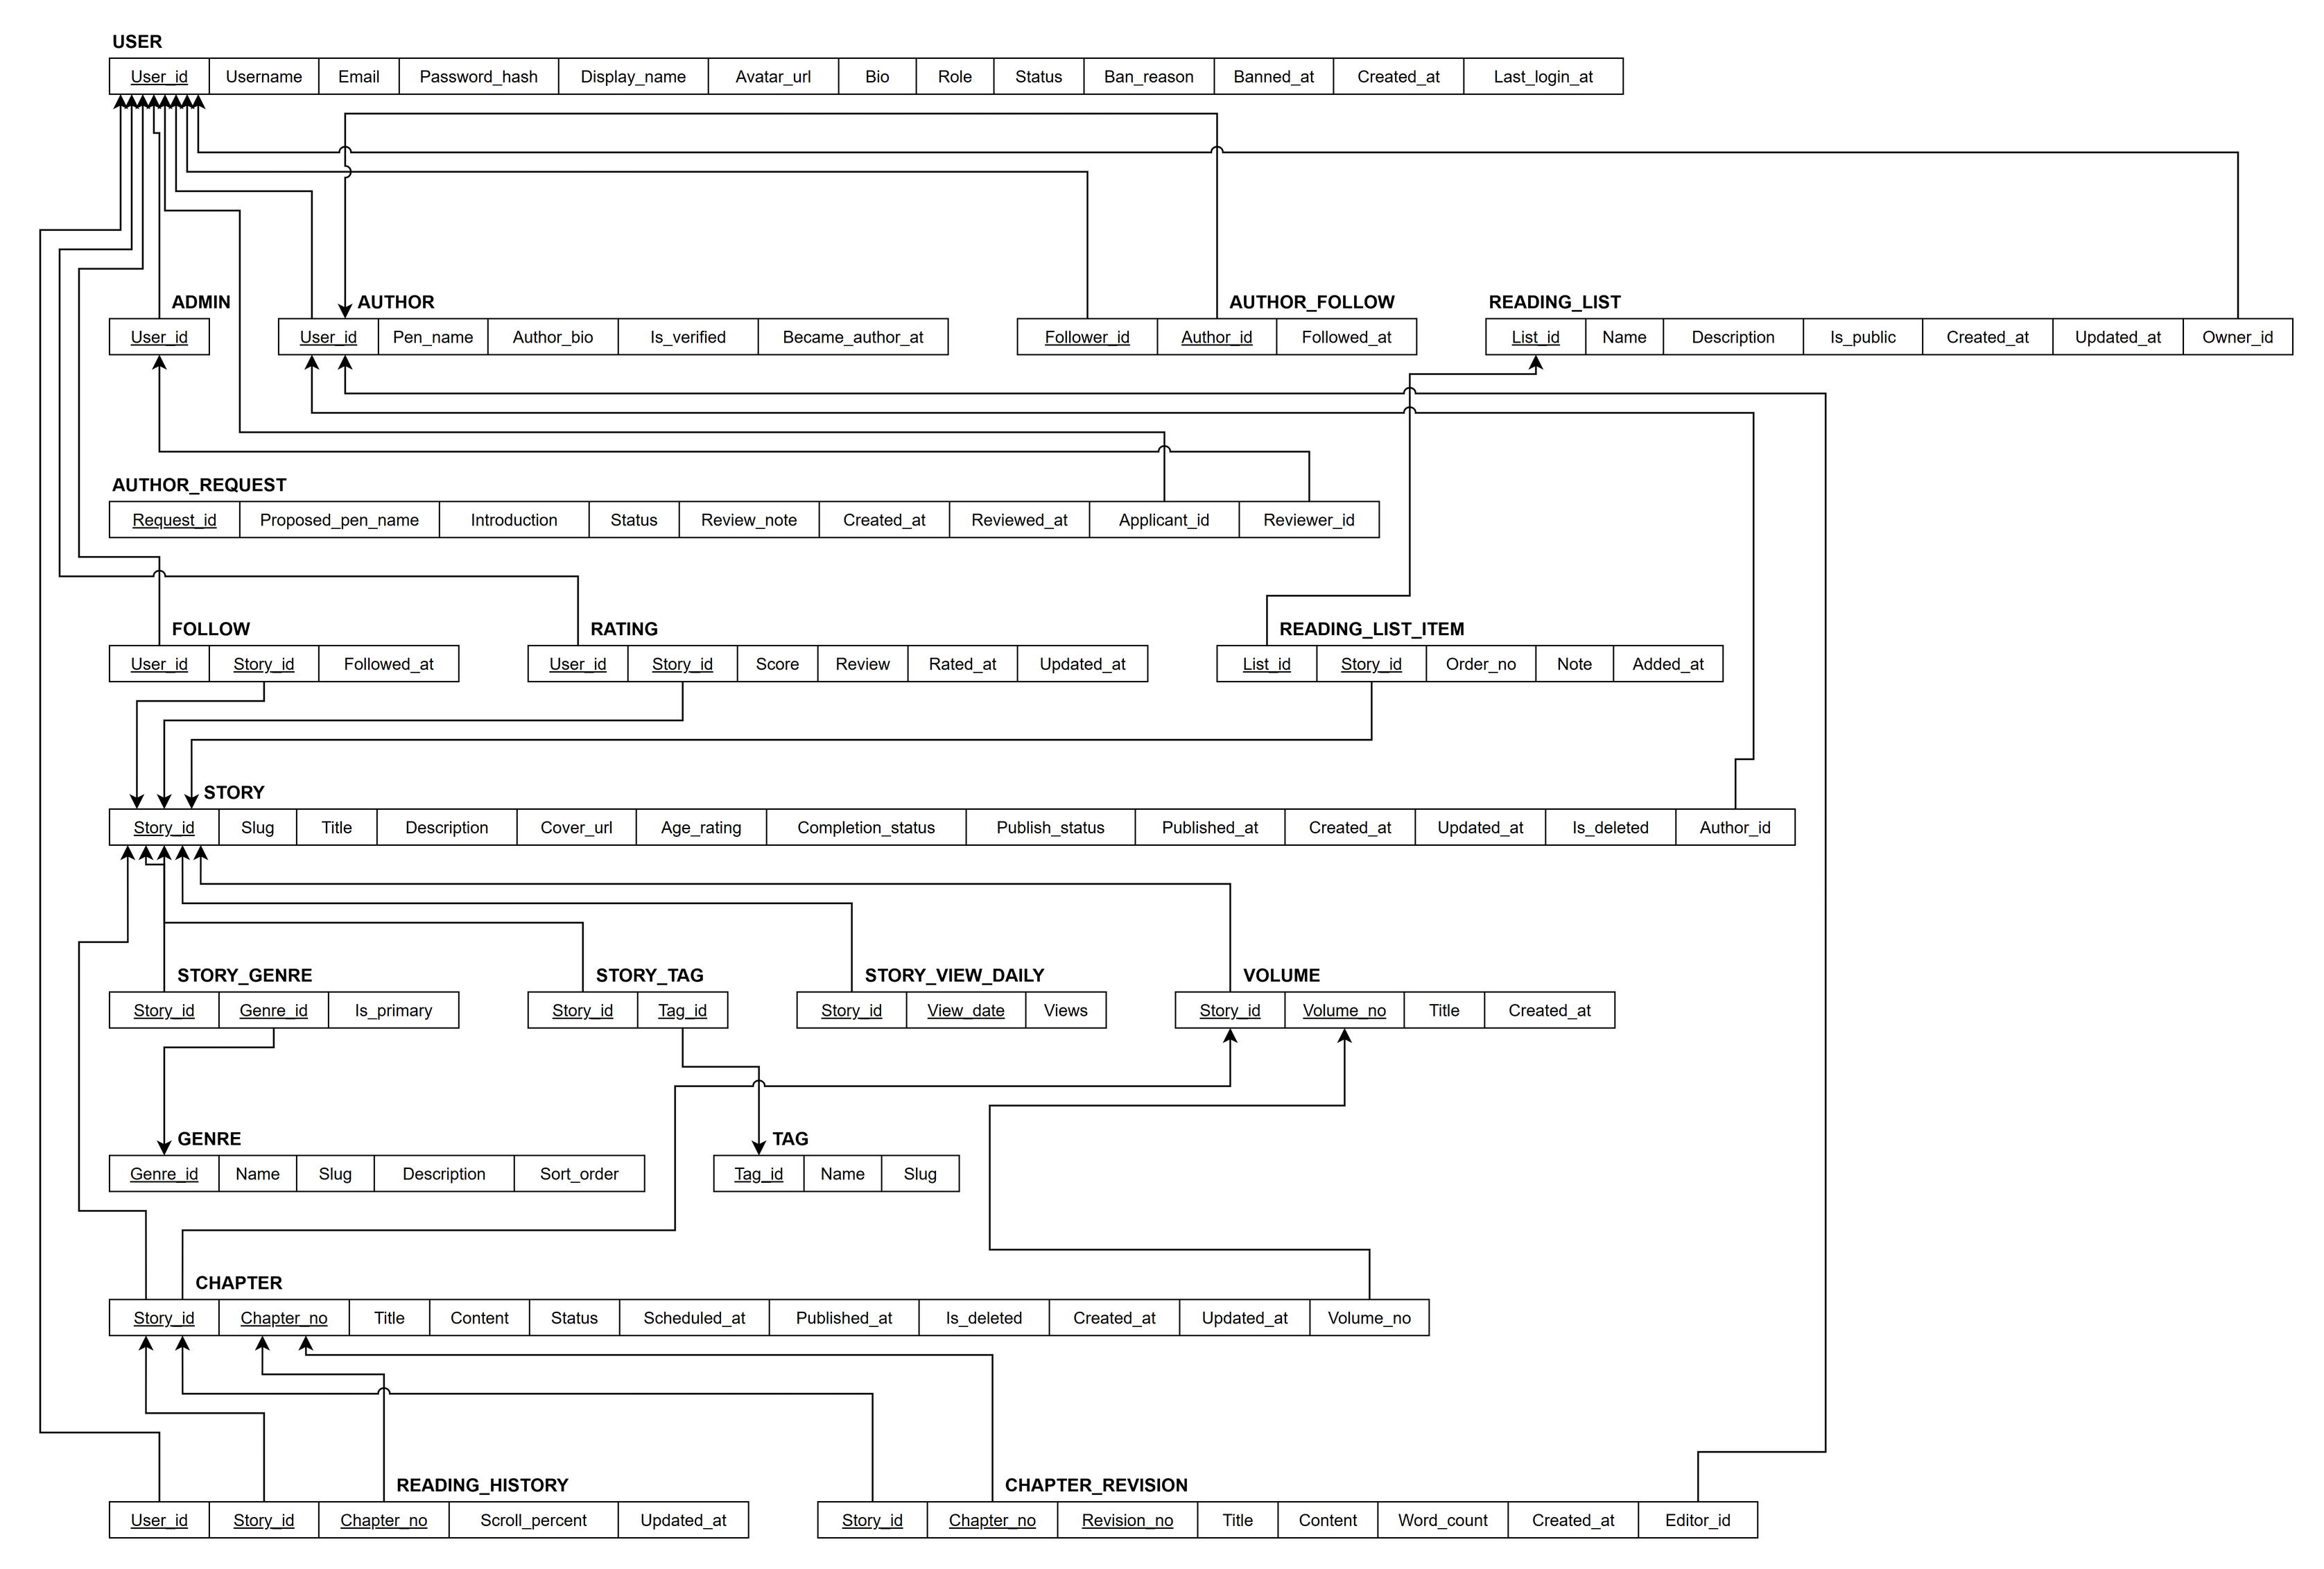 USER
User_id Username Email Password_hash Display_name Avatar_url Bio Role Status Ban_reason Banned_at Created_at Last_login_at
ADMIN AUTHOR AUTHOR_FOLLOW READING_LIST
User_id User_id Pen_name Author_bio Is_verified Became_author_at Follower_id Author_id Followed_at List_id Name Description Is_public Created_at Updated_at Owner_id
AUTHOR_REQUEST
Request_id Proposed_pen_name Introduction Status Review_note Created_at Reviewed_at Applicant_id Reviewer_id
FOLLOW RATING READING_LIST_ITEM
User_id Story_id Followed_at User_id Story_id Score Review Rated_at Updated_at List_id Story_id Order_no Note Added_at
STORY
Story_id Slug Title Description Cover_url Age_rating Completion_status Publish_status Published_at Created_at Updated_at Is_deleted Author_id
STORY_GENRE STORY_TAG STORY_VIEW_DAILY VOLUME
Story_id Genre_id Is_primary Story_id Tag_id Story_id View_date Views Story_id Volume_no Title Created_at
GENRE TAG
Genre_id Name Slug Description Sort_order Tag_id Name Slug
CHAPTER
Story_id Chapter_no Title Content Status Scheduled_at Published_at Is_deleted Created_at Updated_at Volume_no
READING_HISTORY CHAPTER_REVISION
User_id Story_id Chapter_no Scroll_percent Updated_at Story_id Chapter_no Revision_no Title Content Word_count Created_at Editor_id